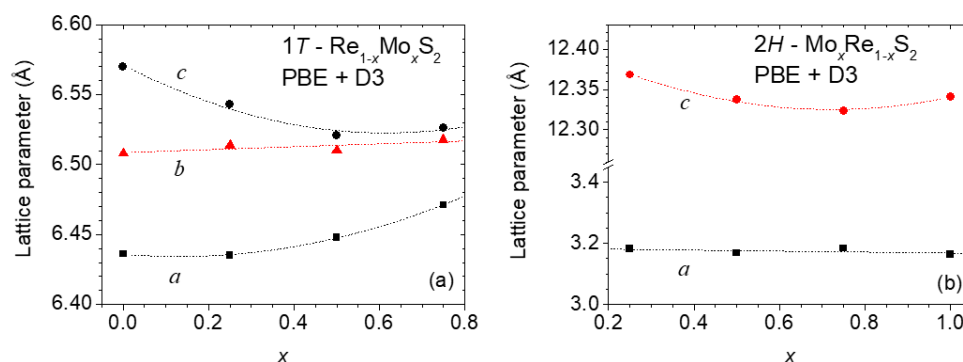 6.60
6.55
6.50
6.45
6.40
Lattice parameter (Å)
1T - Re1-xMoxS2
PBE + D3
c
b
a
(a)
0.0 0.2 0.4 0.6 0.8
x
12.40
12.35
12.30
3.4
3.2
3.0
Lattice parameter (Å)
2H - MoxRe1-xS2
PBE + D3
c
a
(b)
0.2 0.4 0.6 0.8 1.0
x